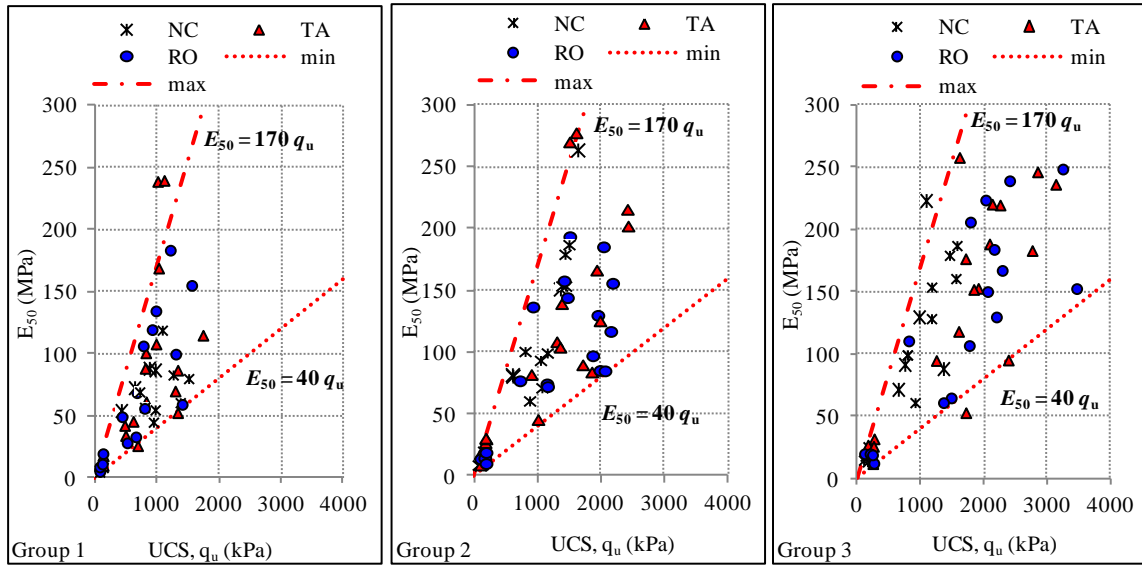 NC TA
RO min
max
300
250
200
150
100
50
0
E₅₀ (MPa)
E₅₀ = 170 qᵤ
E₅₀ = 40 qᵤ
0 1000 2000 3000 4000
Group 1 UCS, qᵤ (kPa)
NC TA
RO min
max
300
250
200
150
100
50
0
E₅₀ (MPa)
E₅₀ = 170 qᵤ
E₅₀ = 40 qᵤ
0 1000 2000 3000 4000
Group 2 UCS, qᵤ (kPa)
NC TA
RO min
max
300
250
200
150
100
50
0
E₅₀ (MPa)
E₅₀ = 170 qᵤ
E₅₀ = 40 qᵤ
0 1000 2000 3000 4000
Group 3 UCS, qᵤ (kPa)